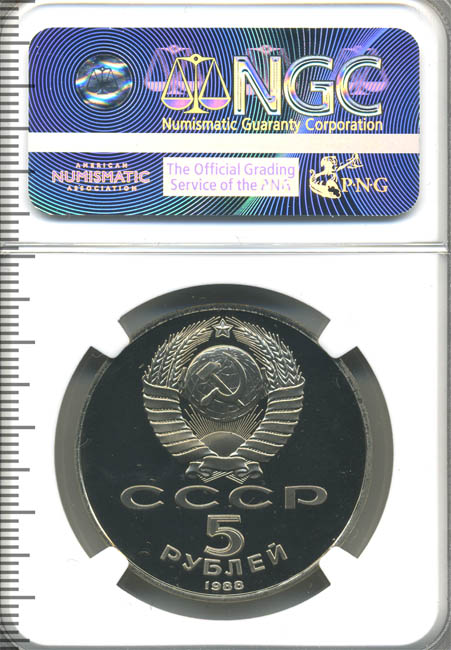 NGC
Numismatic Guaranty Corporation
AMERICAN
NUMISMATIC
ASSOCIATION
The Official Grading
Service of the PNG
P·N·G
СССР
5
РУБЛЕЙ
1988